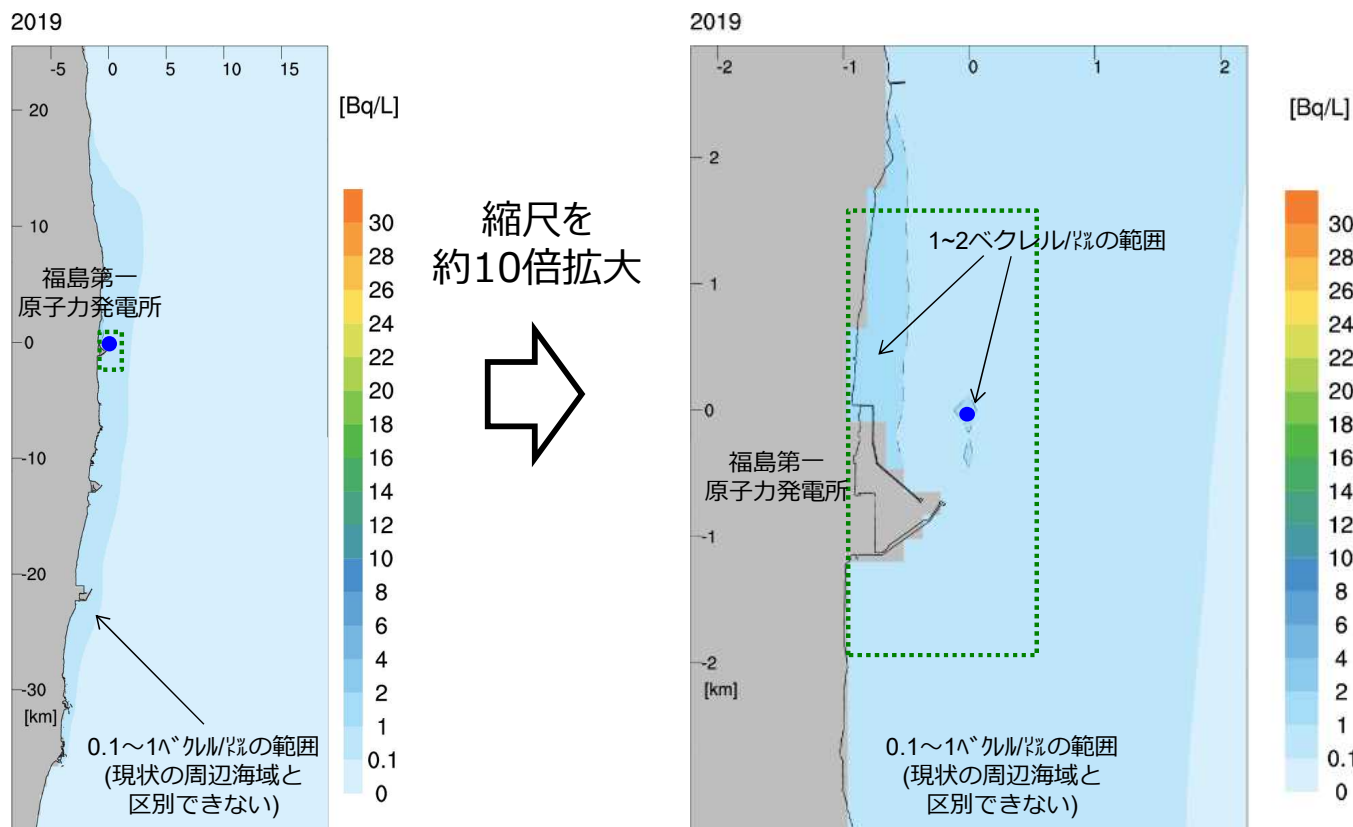 2019
-5 0 5 10 15
20
10
0
-10
-20
-30
[km]
福島第一
原子力発電所
0.1～1ﾍﾞｸﾚﾙ/㍑の範囲
(現状の周辺海域と
区別できない)
[Bq/L]
30
28
26
24
22
20
18
16
14
12
10
8
6
4
2
1
0.1
0
縮尺を
約10倍拡大
2019
-2 -1 0 1 2
2
1
0
-1
-2
[km]
1~2ベクレル/㍑の範囲
福島第一
原子力発電所
0.1～1ﾍﾞｸﾚﾙ/㍑の範囲
(現状の周辺海域と
区別できない)
[Bq/L]
30
28
26
24
22
20
18
16
14
12
10
8
6
4
2
1
0.1
0